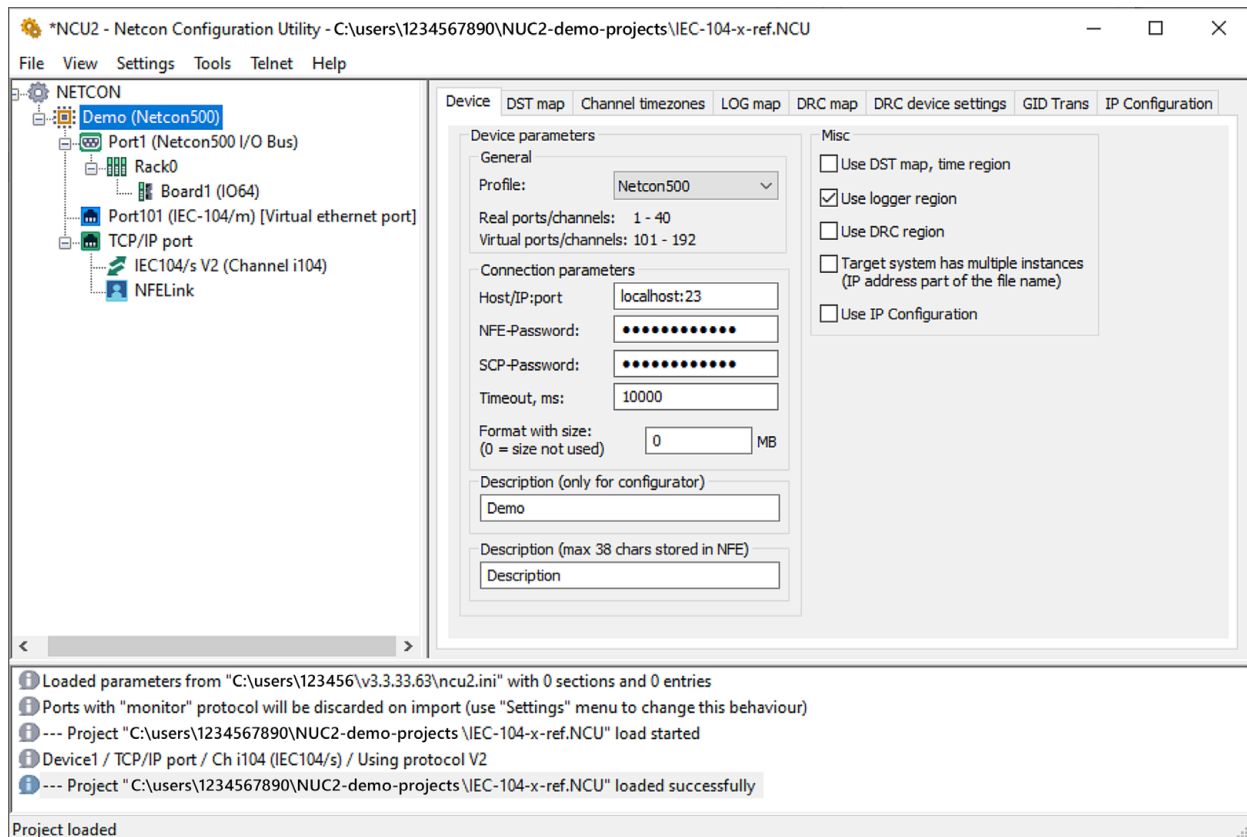 *NCU2 - Netcon Configuration Utility - C:\users\1234567890\NUC2-demo-projects\IEC-104-x-ref.NCU
File View Settings Tools Telnet Help
NETCON
Demo (Netcon500)
Port1 (Netcon500 I/O Bus)
Rack0
Board1 (IO64)
Port101 (IEC-104/m) [Virtual ethernet port]
TCP/IP port
IEC104/s V2 (Channel i104)
NFELink
Device DST map Channel timezones LOG map DRC map DRC device settings GID Trans IP Configuration
Device parameters
General
Profile: Netcon500
Real ports/channels: 1 - 40
Virtual ports/channels: 101 - 192
Connection parameters
Host/IP:port localhost:23
NFE-Password: ●●●●●●●●●●●●
SCP-Password: ●●●●●●●●●●●●
Timeout, ms: 10000
Format with size:
(0 = size not used) 0 MB
Description (only for configurator)
Demo
Description (max 38 chars stored in NFE)
Description
Misc
Use DST map, time region
Use logger region
Use DRC region
Target system has multiple instances
(IP address part of the file name)
Use IP Configuration
Loaded parameters from "C:\users\123456\v3.3.33.63\ncu2.ini" with 0 sections and 0 entries
Ports with "monitor" protocol will be discarded on import (use "Settings" menu to change this behaviour)
--- Project "C:\users\1234567890\NUC2-demo-projects\IEC-104-x-ref.NCU" load started
Device1 / TCP/IP port / Ch i104 (IEC104/s) / Using protocol V2
--- Project "C:\users\1234567890\NUC2-demo-projects\IEC-104-x-ref.NCU" loaded successfully
Project loaded